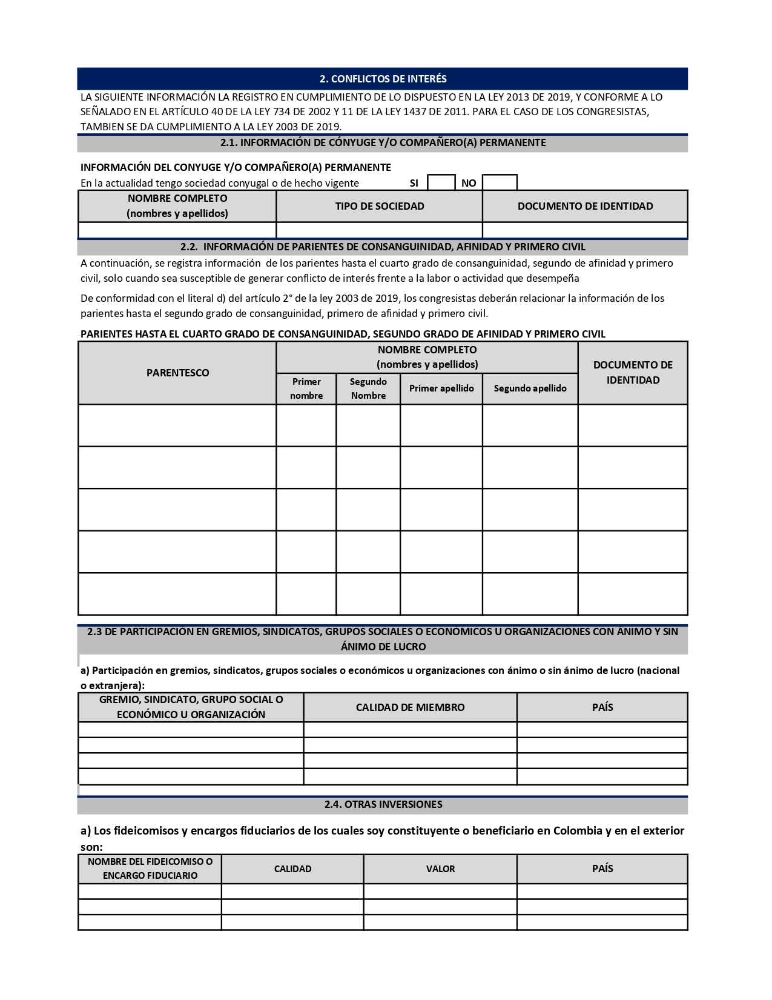 2. CONFLICTOS DE INTERÉS
LA SIGUIENTE INFORMACIÓN LA REGISTRO EN CUMPLIMIENTO DE LO DISPUESTO EN LA LEY 2013 DE 2019, Y CONFORME A LO
SEÑALADO EN EL ARTÍCULO 40 DE LA LEY 734 DE 2002 Y 11 DE LA LEY 1437 DE 2011. PARA EL CASO DE LOS CONGRESISTAS,
TAMBIEN SE DA CUMPLIMIENTO A LA LEY 2003 DE 2019.
2.1. INFORMACIÓN DE CÓNYUGE Y/O COMPAÑERO(A) PERMANENTE
INFORMACIÓN DEL CONYUGE Y/O COMPAÑERO(A) PERMANENTE
En la actualidad tengo sociedad conyugal o de hecho vigente SI NO
NOMBRE COMPLETO
(nombres y apellidos)
TIPO DE SOCIEDAD
DOCUMENTO DE IDENTIDAD
2.2. INFORMACIÓN DE PARIENTES DE CONSANGUINIDAD, AFINIDAD Y PRIMERO CIVIL
A continuación, se registra información de los parientes hasta el cuarto grado de consanguinidad, segundo de afinidad y primero
civil, solo cuando sea susceptible de generar conflicto de interés frente a la labor o actividad que desempeña
De conformidad con el literal d) del artículo 2° de la ley 2003 de 2019, los congresistas deberán relacionar la información de los
parientes hasta el segundo grado de consanguinidad, primero de afinidad y primero civil.
PARIENTES HASTA EL CUARTO GRADO DE CONSANGUINIDAD, SEGUNDO GRADO DE AFINIDAD Y PRIMERO CIVIL
PARENTESCO
NOMBRE COMPLETO
(nombres y apellidos)
DOCUMENTO DE
IDENTIDAD
Primer
nombre
Segundo
Nombre
Primer apellido
Segundo apellido
2.3 DE PARTICIPACIÓN EN GREMIOS, SINDICATOS, GRUPOS SOCIALES O ECONÓMICOS U ORGANIZACIONES CON ÁNIMO Y SIN
ÁNIMO DE LUCRO
a) Participación en gremios, sindicatos, grupos sociales o económicos u organizaciones con ánimo o sin ánimo de lucro (nacional
o extranjera):
GREMIO, SINDICATO, GRUPO SOCIAL O
ECONÓMICO U ORGANIZACIÓN
CALIDAD DE MIEMBRO
PAÍS
2.4. OTRAS INVERSIONES
a) Los fideicomisos y encargos fiduciarios de los cuales soy constituyente o beneficiario en Colombia y en el exterior
son:
NOMBRE DEL FIDEICOMISO O
ENCARGO FIDUCIARIO
CALIDAD
VALOR
PAÍS